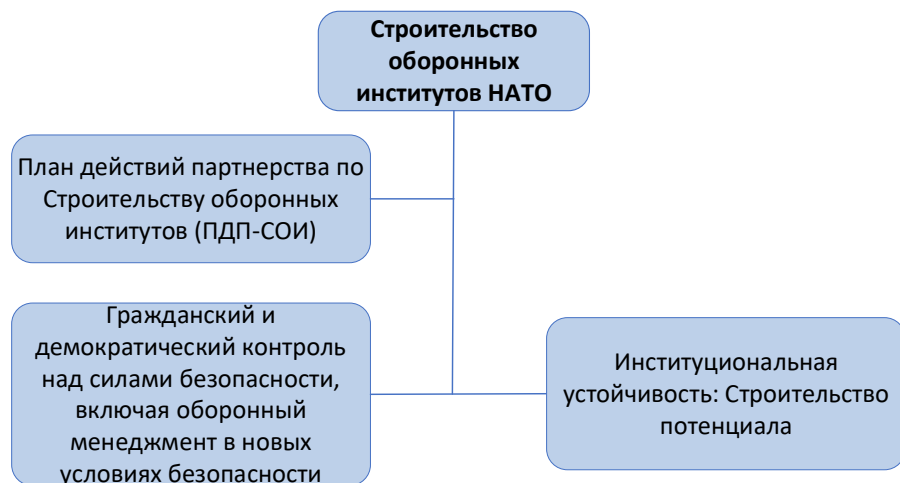 Строительство
оборонных
институтов НАТО
План действий партнерства по
Строительству оборонных
институтов (ПДП-СОИ)
Гражданский и
демократический контроль
над силами безопасности,
включая оборонный
менеджмент в новых
условиях безопасности
Институциональная
устойчивость: Строительство
потенциала